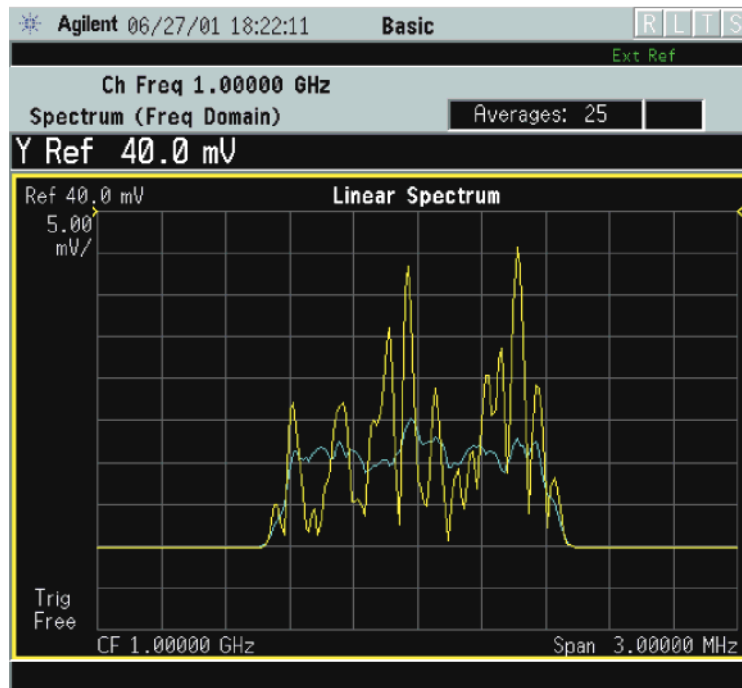 Agilent 06/27/01 18:22:11 Basic R L T S
Ext Ref
Ch Freq 1.00000 GHz
Spectrum (Freq Domain) Averages: 25
Y Ref 40.0 mV
Ref 40.0 mV Linear Spectrum
5.00
mV/
Trig
Free
CF 1.00000 GHz Span 3.00000 MHz